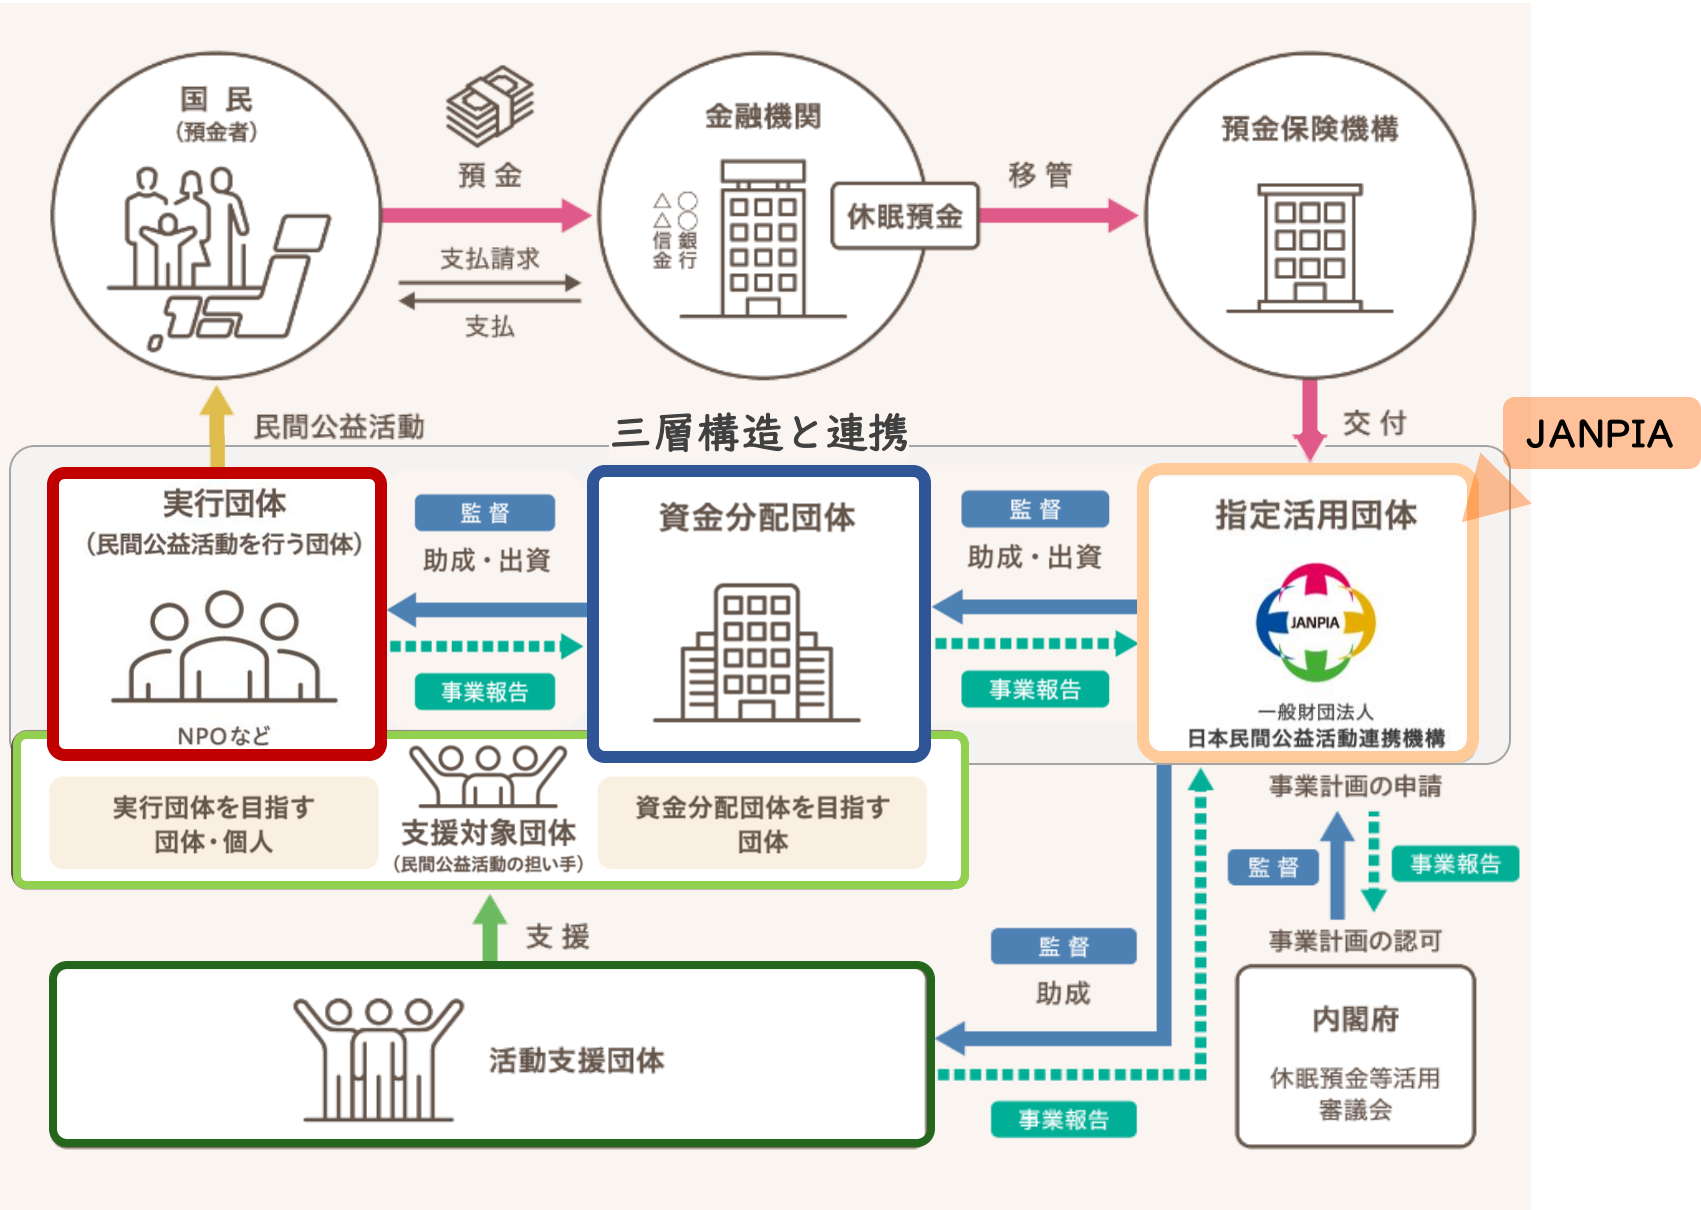 国 民
（預金者）
預 金
支払請求
支払
金融機関
△△信金
〇〇銀行
休眠預金
移 管
預金保険機構
民間公益活動
三層構造と連携
交 付
JANPIA
実行団体
（民間公益活動を行う団体）
NPOなど
監 督
助成・出資
事業報告
資金分配団体
監 督
助成・出資
事業報告
指定活用団体
JANPIA
一般財団法人
日本民間公益活動連携機構
実行団体を目指す
団体・個人
支援対象団体
（民間公益活動の担い手）
資金分配団体を目指す
団体
事業計画の申請
監 督
事業報告
事業計画の認可
支 援
監 督
助成
事業報告
活動支援団体
内閣府
休眠預金等活用
審議会